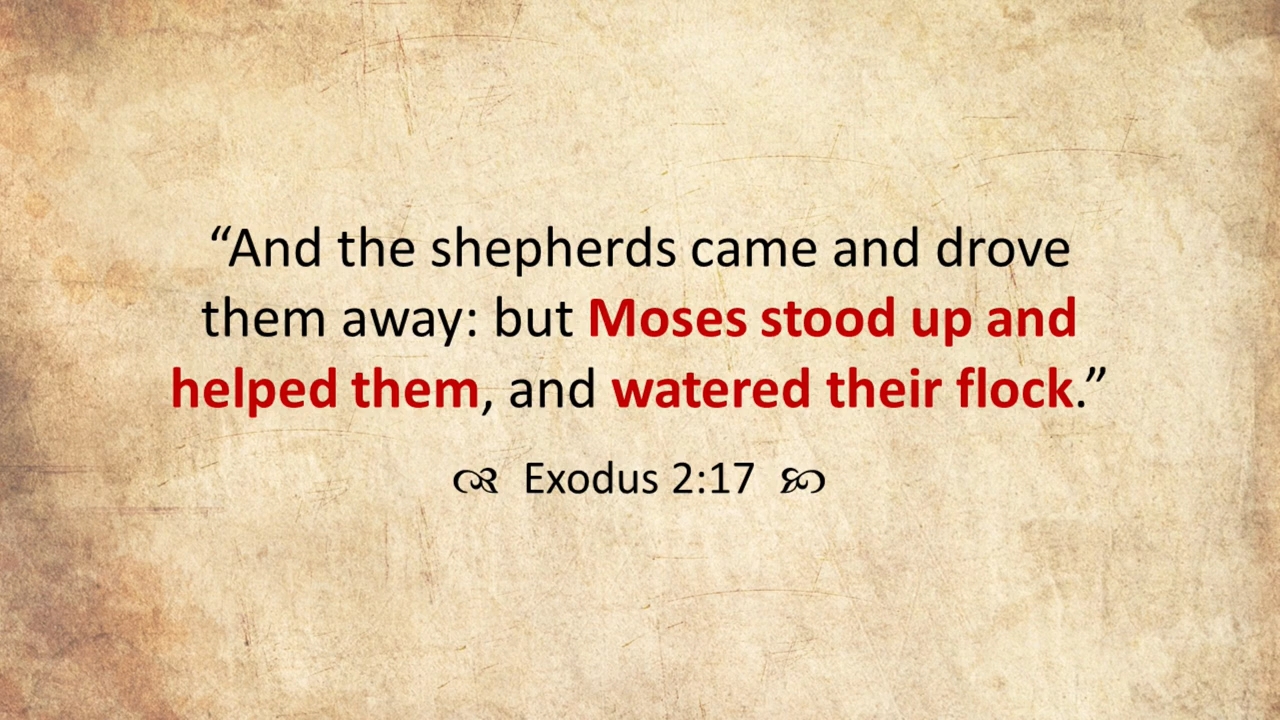 “And the shepherds came and drove
them away: but Moses stood up and
helped them, and watered their flock.”
Exodus 2:17